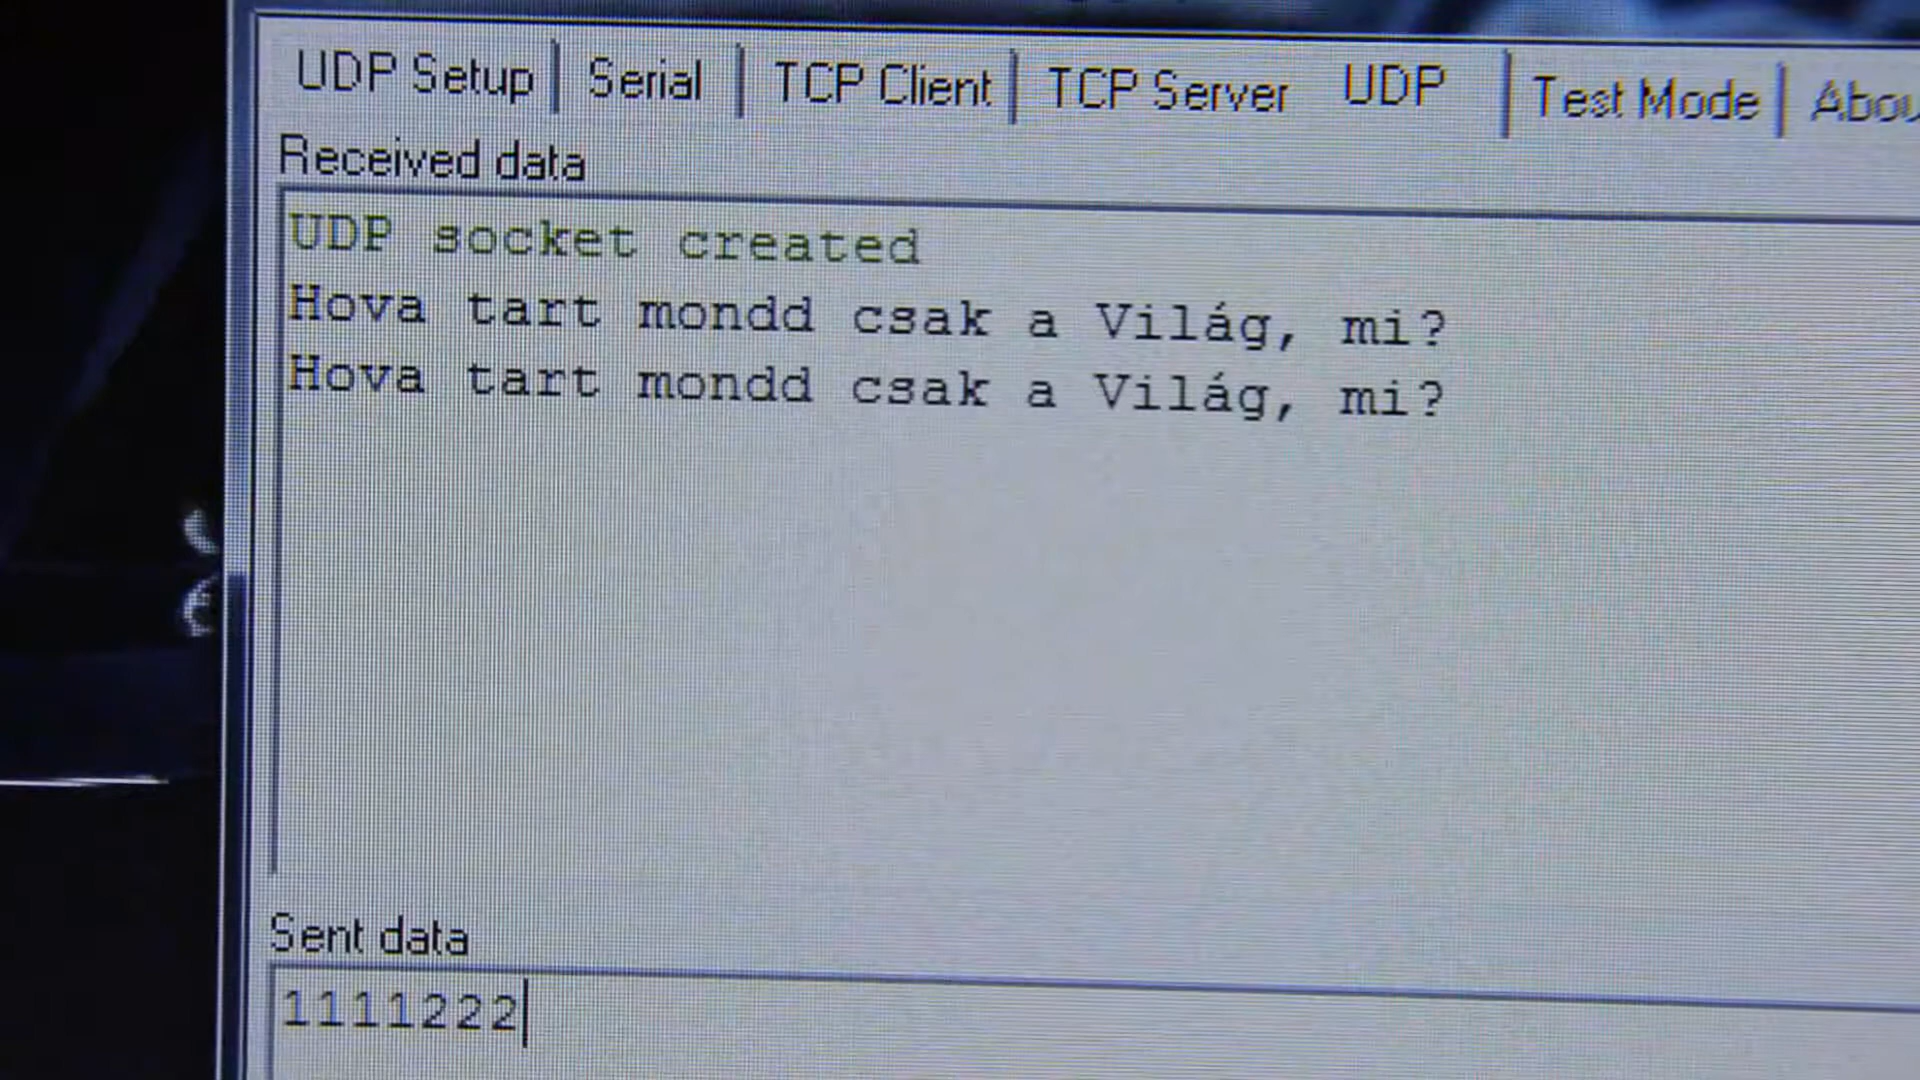 UDP Setup Serial TCP Client TCP Server UDP Test Mode
Received data
UDP socket created
Hova tart mondd csak a Világ, mi?
Hova tart mondd csak a Világ, mi?
Sent data
1111222